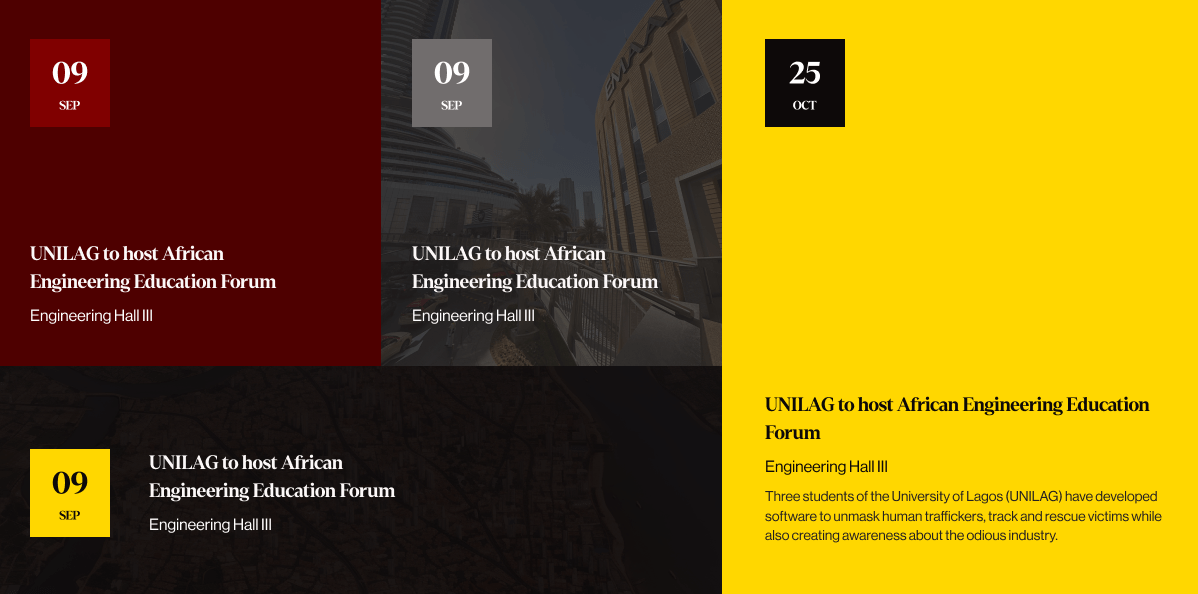 09
SEP
UNILAG to host African
Engineering Education Forum
Engineering Hall III
EMAAR
09
SEP
UNILAG to host African
Engineering Education Forum
Engineering Hall III
09
SEP
UNILAG to host African
Engineering Education Forum
Engineering Hall III
25
OCT
UNILAG to host African Engineering Education
Forum
Engineering Hall III
Three students of the University of Lagos (UNILAG) have developed
software to unmask human traffickers, track and rescue victims while
also creating awareness about the odious industry.